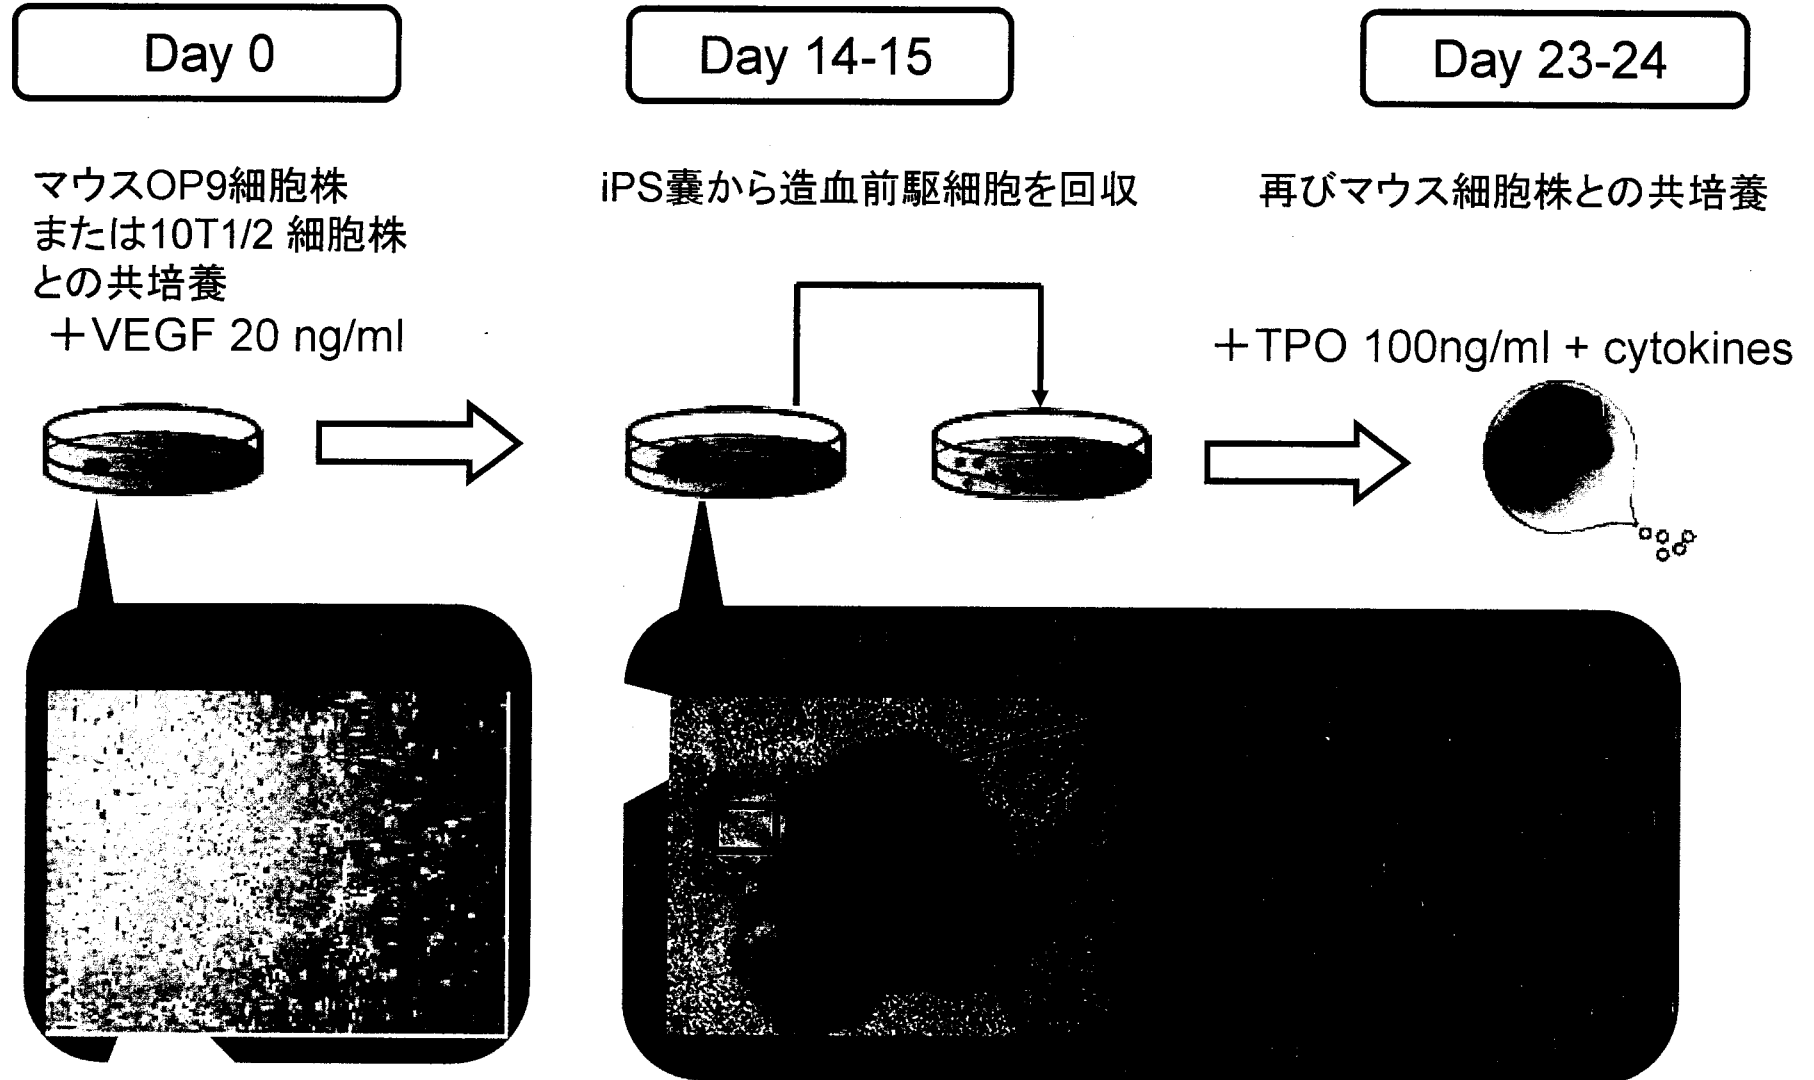 Day 0
Day 14-15
Day 23-24
マウスOP9細胞株
または10T1/2 細胞株
との共培養
＋VEGF 20 ng/ml
iPS嚢から造血前駆細胞を回収
再びマウス細胞株との共培養
＋TPO 100ng/ml + cytokines